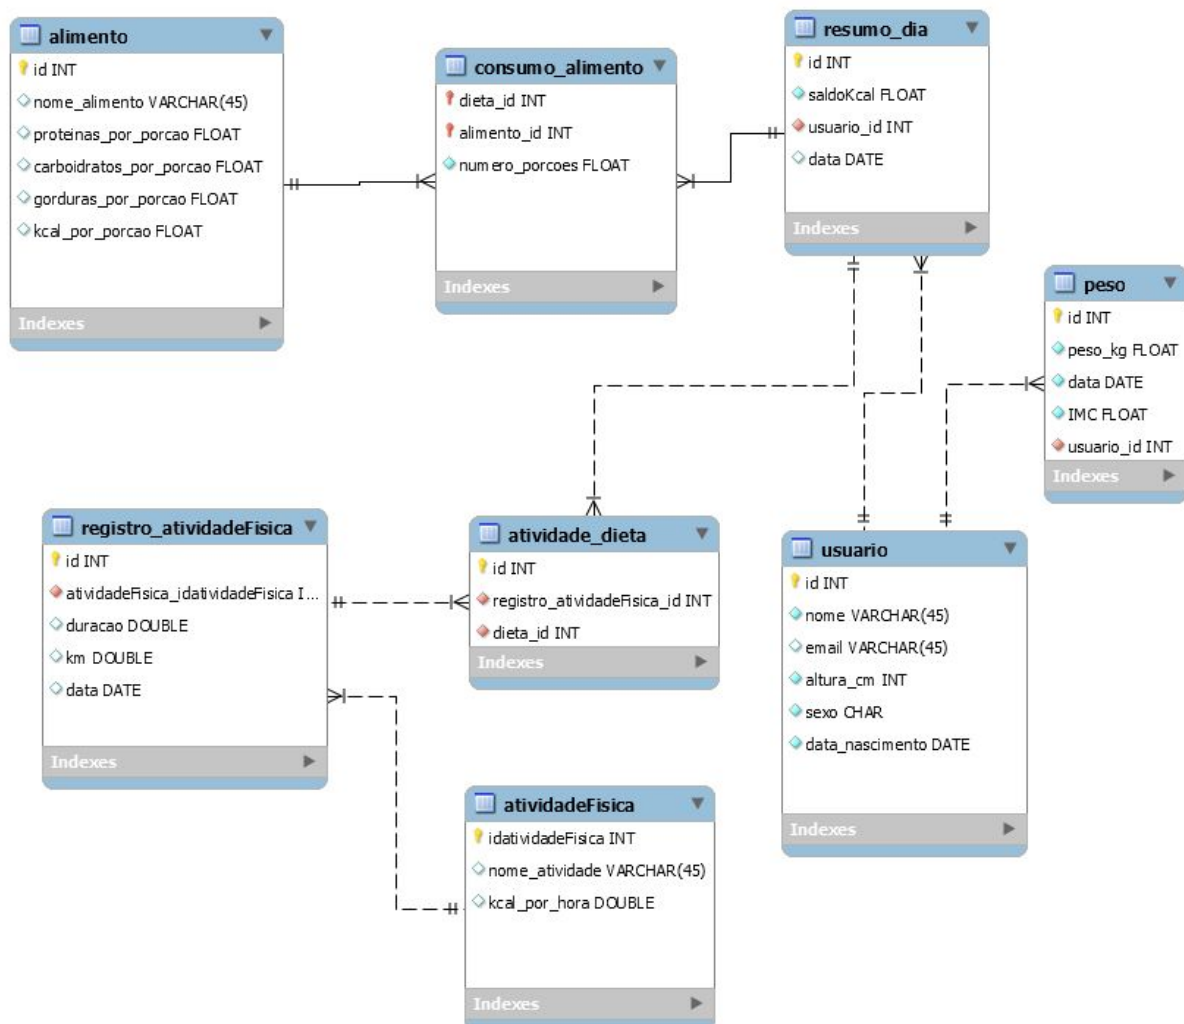 alimento
id INT
nome_alimento VARCHAR(45)
proteinas_por_porcao FLOAT
carboidratos_por_porcao FLOAT
gorduras_por_porcao FLOAT
kcal_por_porcao FLOAT
Indexes
consumo_alimento
dieta_id INT
alimento_id INT
numero_porcoes FLOAT
Indexes
resumo_dia
id INT
saldoKcal FLOAT
usuario_id INT
data DATE
Indexes
peso
id INT
peso_kg FLOAT
data DATE
IMC FLOAT
usuario_id INT
Indexes
registro_atividadeFisica
id INT
atividadeFisica_idatividadeFisica I...
duracao DOUBLE
km DOUBLE
data DATE
Indexes
atividade_dieta
id INT
registro_atividadeFisica_id INT
dieta_id INT
Indexes
usuario
id INT
nome VARCHAR(45)
email VARCHAR(45)
altura_cm INT
sexo CHAR
data_nascimento DATE
Indexes
atividadeFisica
idatividadeFisica INT
nome_atividade VARCHAR(45)
kcal_por_hora DOUBLE
Indexes